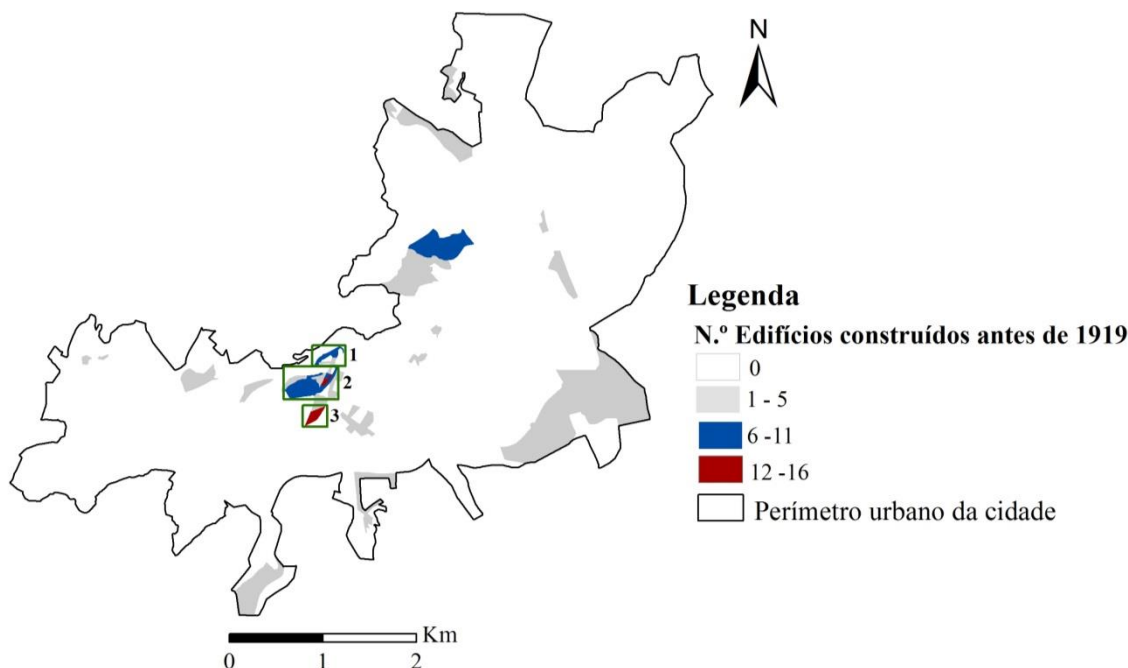 N
1
2
3
Legenda
N.º Edifícios construídos antes de 1919
0
1 - 5
6 -11
12 -16
Perímetro urbano da cidade
Km
0 1 2